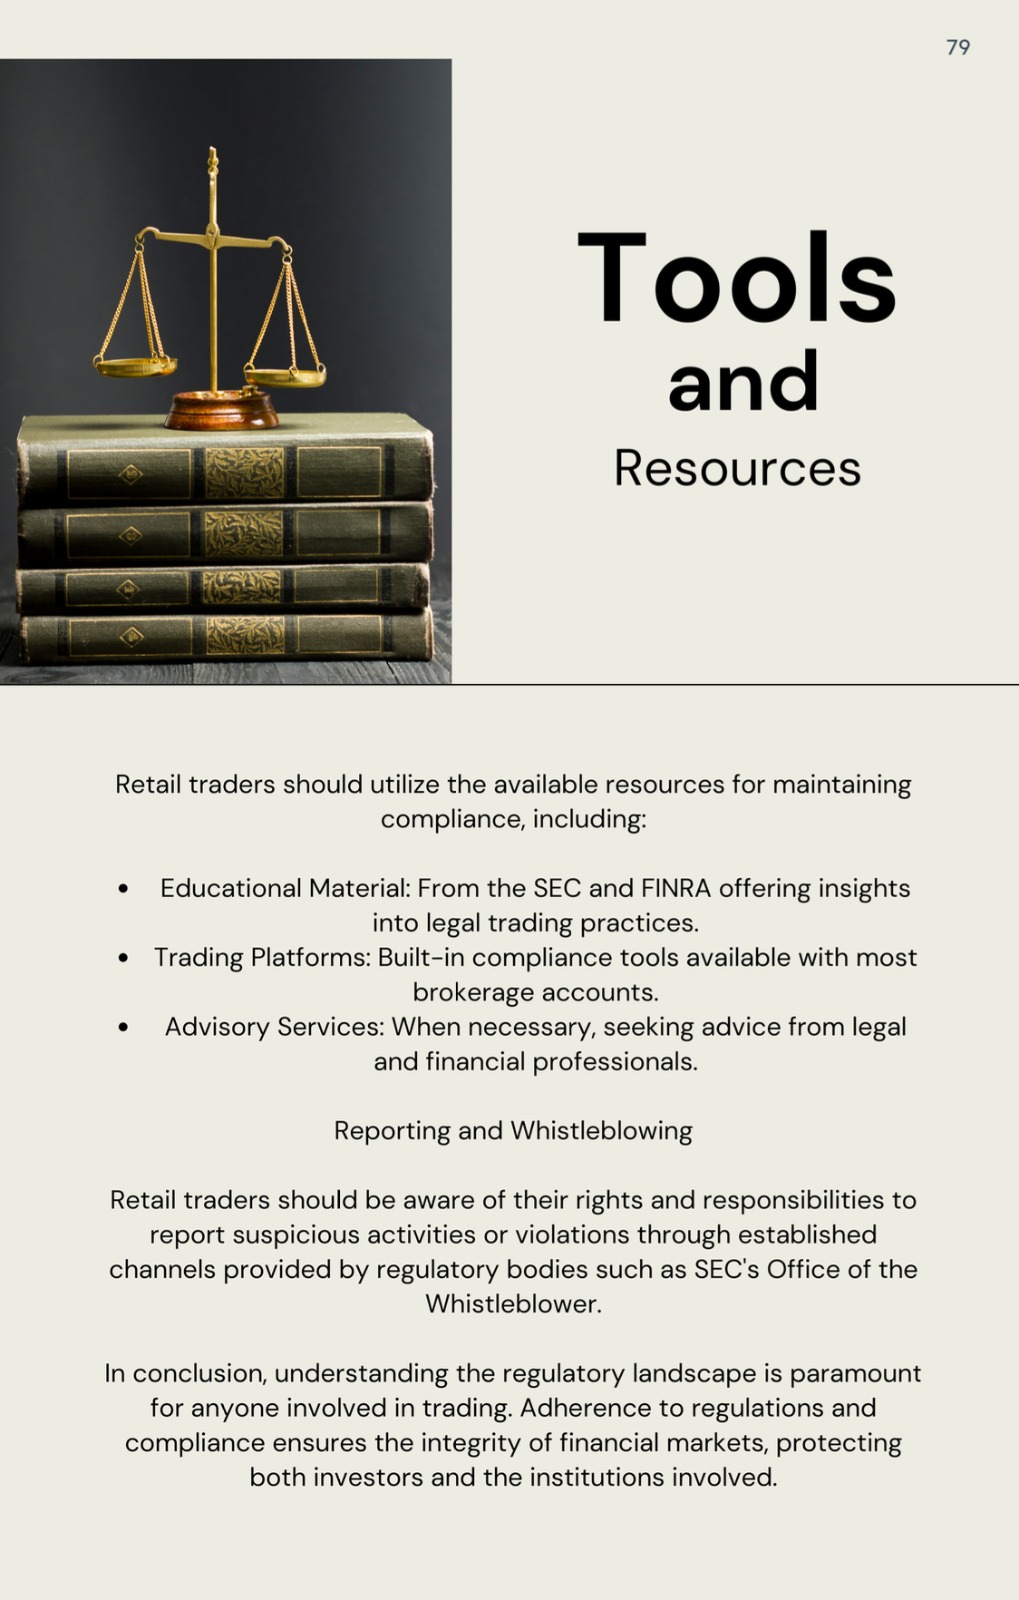 79
Tools
and
Resources
Retail traders should utilize the available resources for maintaining
compliance, including:
• Educational Material: From the SEC and FINRA offering insights
into legal trading practices.
• Trading Platforms: Built-in compliance tools available with most
brokerage accounts.
• Advisory Services: When necessary, seeking advice from legal
and financial professionals.
Reporting and Whistleblowing
Retail traders should be aware of their rights and responsibilities to
report suspicious activities or violations through established
channels provided by regulatory bodies such as SEC's Office of the
Whistleblower.
In conclusion, understanding the regulatory landscape is paramount
for anyone involved in trading. Adherence to regulations and
compliance ensures the integrity of financial markets, protecting
both investors and the institutions involved.